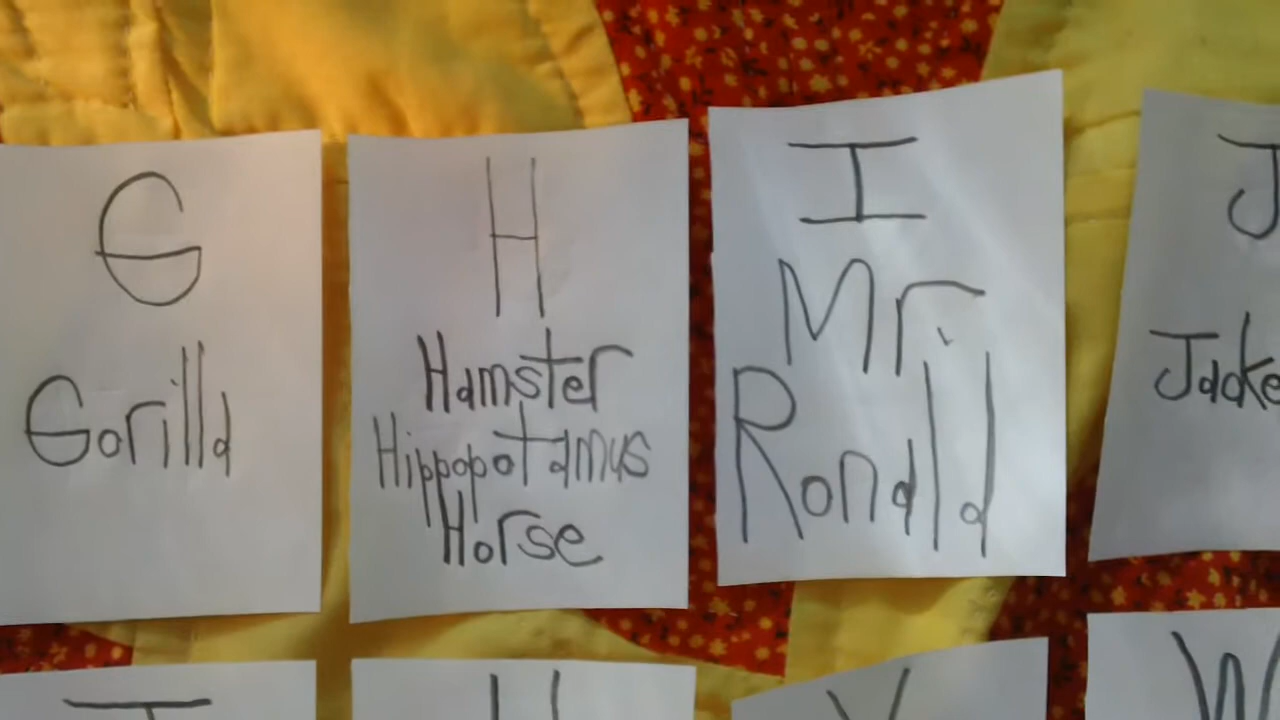 G
Gorilla
H
Hamster
Hippopotamus
Horse
I
Mr.
Ronald
J
T
U
V
W